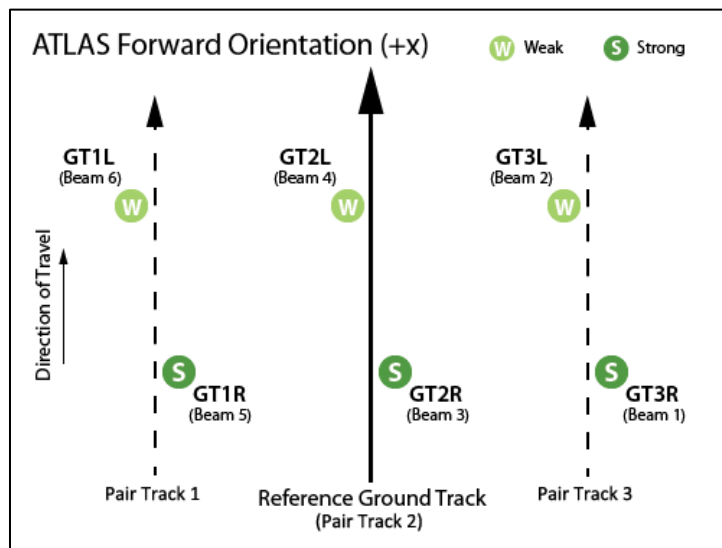 ATLAS Forward Orientation (+x)
W Weak
S Strong
GT1L
(Beam 6)
W
GT2L
(Beam 4)
W
GT3L
(Beam 2)
W
Direction of Travel
S
GT1R
(Beam 5)
S
GT2R
(Beam 3)
S
GT3R
(Beam 1)
Pair Track 1
Reference Ground Track
(Pair Track 2)
Pair Track 3